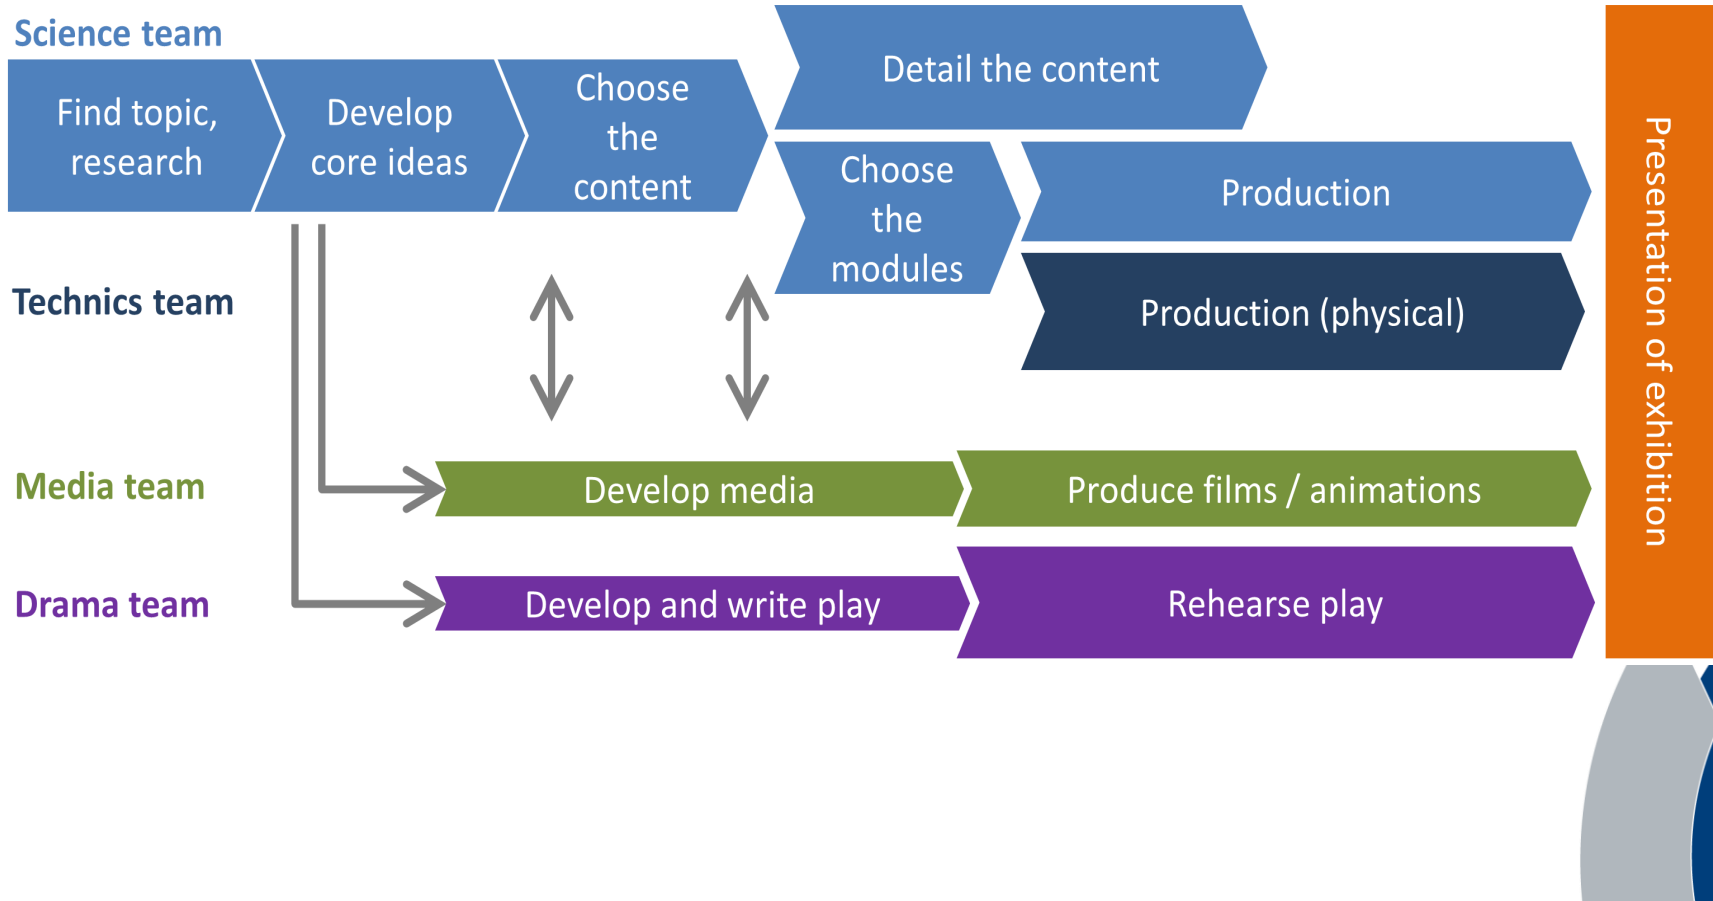 Science team
Find topic,
research
Develop
core ideas
Choose
the
content
Detail the content
Choose
the
modules
Production
Technics team
Production (physical)
Media team
Develop media
Produce films / animations
Drama team
Develop and write play
Rehearse play
Presentation of exhibition